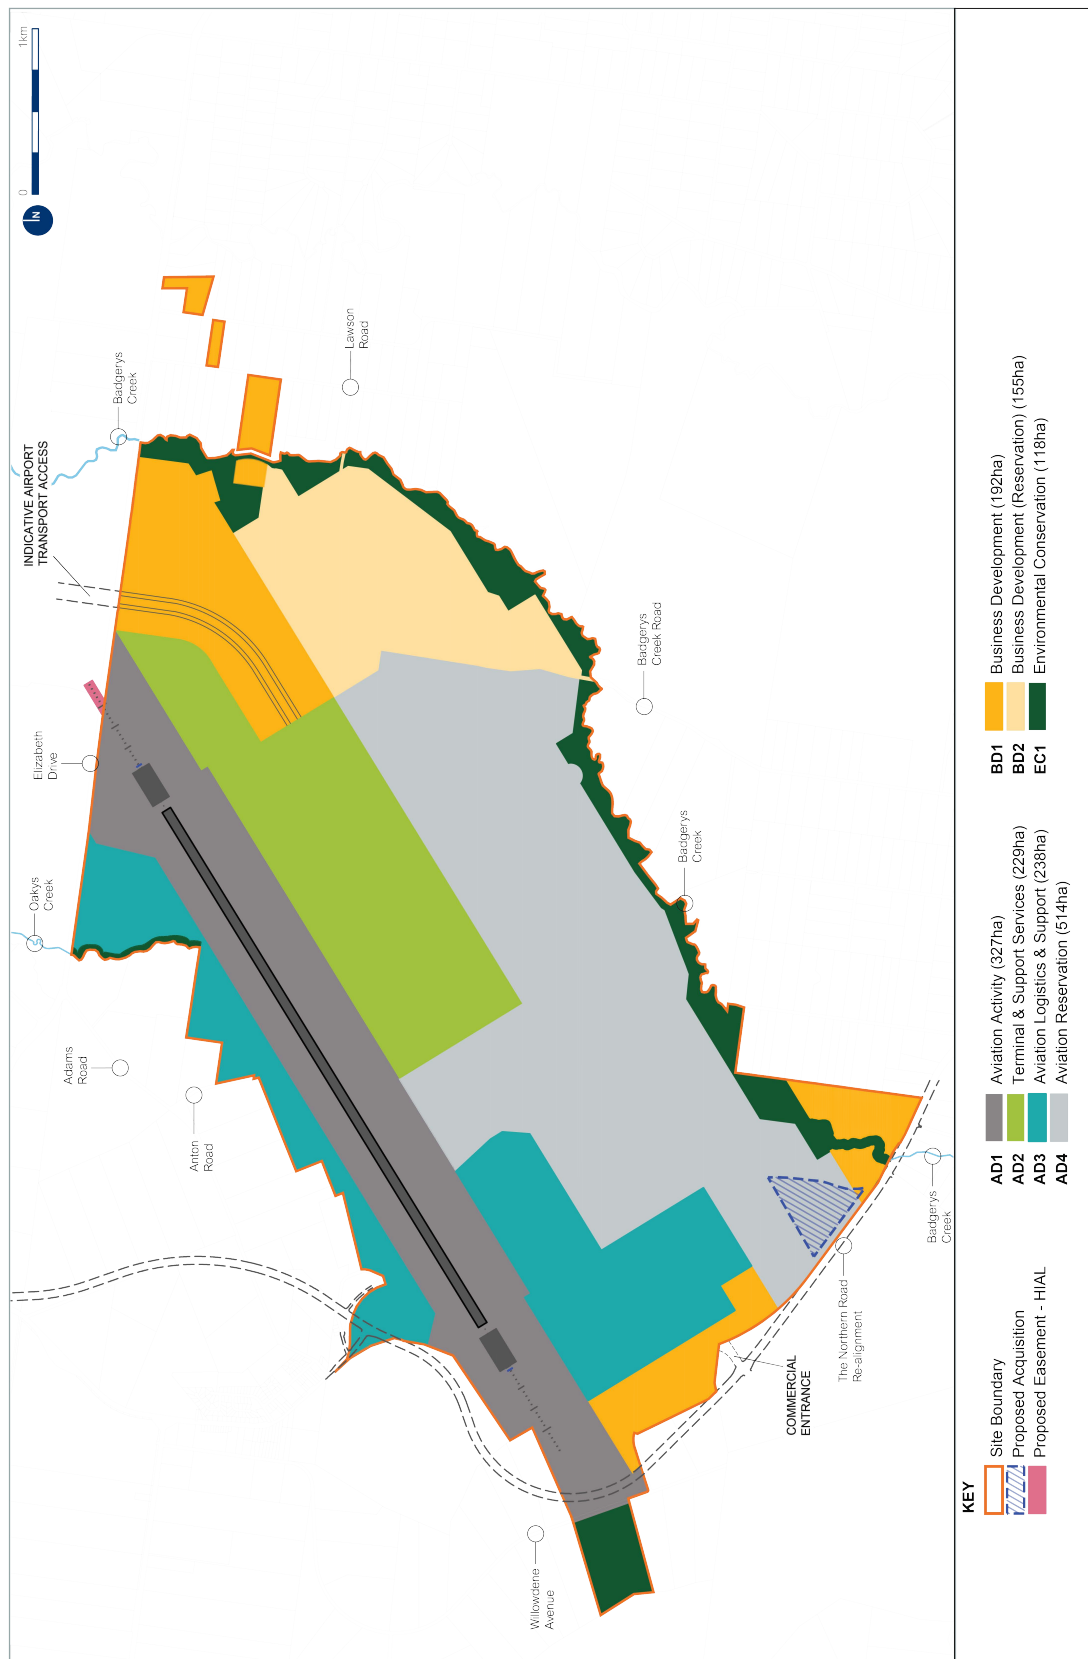 0
1km
N
INDICATIVE AIRPORT
TRANSPORT ACCESS
Badgerys
Creek
Lawson
Road
Elizabeth
Drive
Oakys
Creek
Adams
Road
Anton
Road
Badgerys
Creek Road
Badgerys
Creek
Willowdene
Avenue
COMMERCIAL
ENTRANCE
The Northern Road
Re-alignment
Badgerys
Creek
KEY
Site Boundary
Proposed Acquisition
Proposed Easement - HIAL
AD1 Aviation Activity (327ha)
AD2 Terminal & Support Services (229ha)
AD3 Aviation Logistics & Support (238ha)
AD4 Aviation Reservation (514ha)
BD1 Business Development (192ha)
BD2 Business Development (Reservation) (155ha)
EC1 Environmental Conservation (118ha)